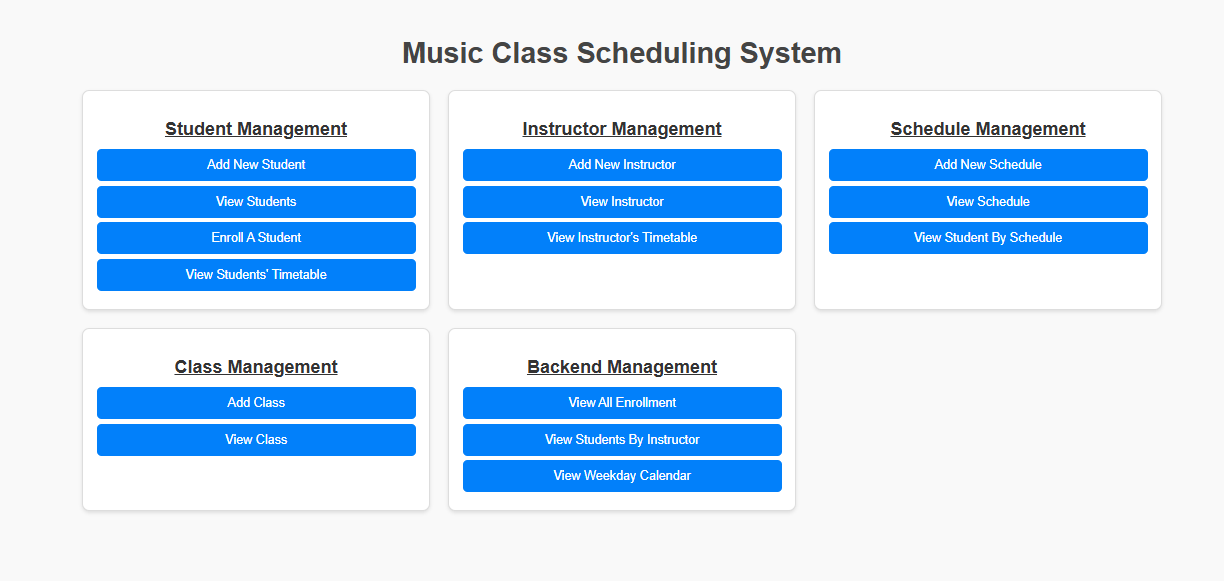 Music Class Scheduling System
Student Management
Add New Student
View Students
Enroll A Student
View Students' Timetable
Instructor Management
Add New Instructor
View Instructor
View Instructor's Timetable
Schedule Management
Add New Schedule
View Schedule
View Student By Schedule
Class Management
Add Class
View Class
Backend Management
View All Enrollment
View Students By Instructor
View Weekday Calendar